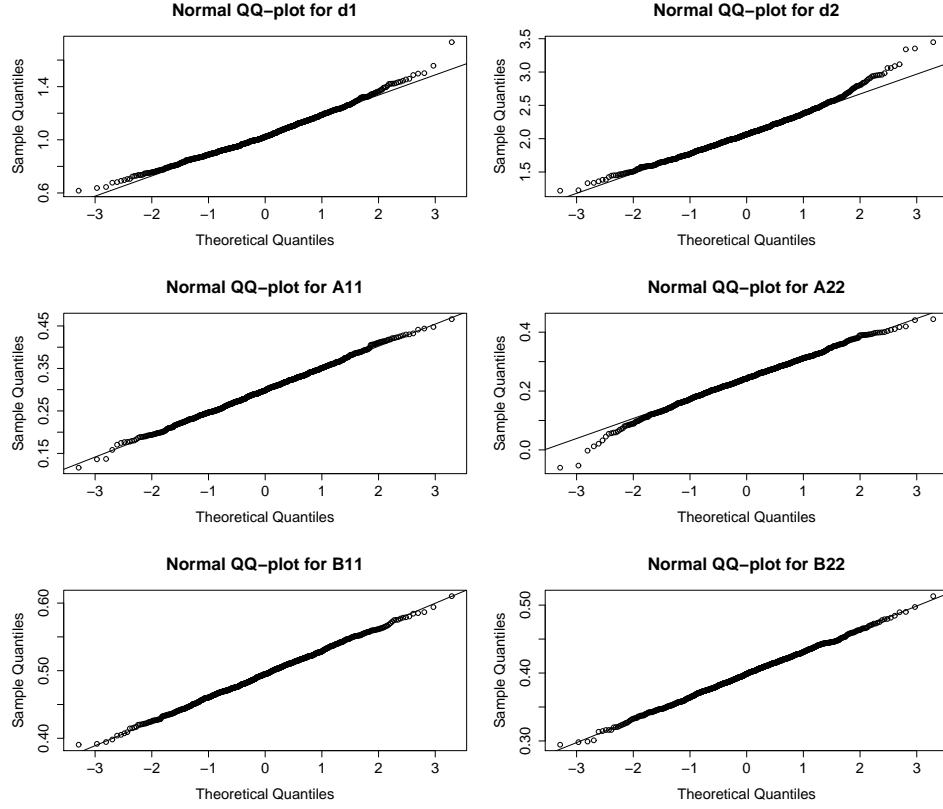 Normal QQ−plot for d1
Sample Quantiles
0.6 1.0 1.4
−3 −2 −1 0 1 2 3
Theoretical Quantiles
Normal QQ−plot for d2
Sample Quantiles
1.5 2.0 2.5 3.0 3.5
−3 −2 −1 0 1 2 3
Theoretical Quantiles
Normal QQ−plot for A11
Sample Quantiles
0.15 0.25 0.35 0.45
−3 −2 −1 0 1 2 3
Theoretical Quantiles
Normal QQ−plot for A22
Sample Quantiles
0.0 0.2 0.4
−3 −2 −1 0 1 2 3
Theoretical Quantiles
Normal QQ−plot for B11
Sample Quantiles
0.40 0.50 0.60
−3 −2 −1 0 1 2 3
Theoretical Quantiles
Normal QQ−plot for B22
Sample Quantiles
0.30 0.40 0.50
−3 −2 −1 0 1 2 3
Theoretical Quantiles